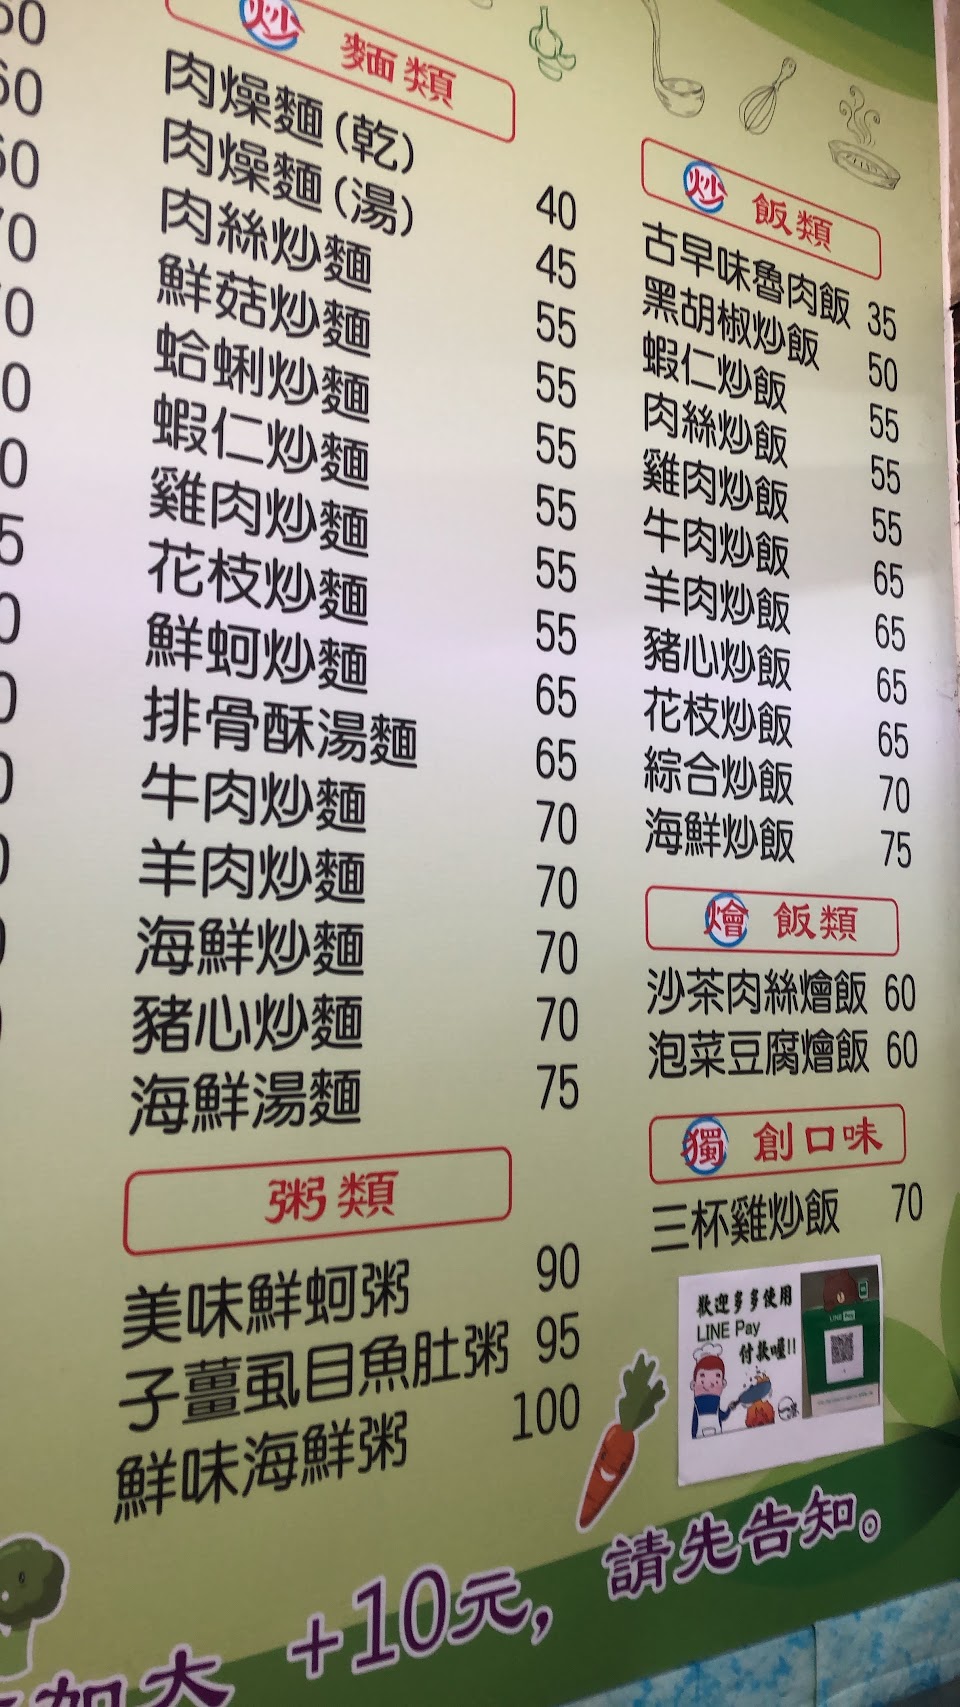 炒 麵類
肉燥麵(乾) 40
肉燥麵(湯) 45
肉絲炒麵 55
鮮菇炒麵 55
蛤蜊炒麵 55
蝦仁炒麵 55
雞肉炒麵 55
花枝炒麵 55
鮮蚵炒麵 65
排骨酥湯麵 65
牛肉炒麵 70
羊肉炒麵 70
海鮮炒麵 70
豬心炒麵 70
海鮮湯麵 75
粥類
美味鮮蚵粥 90
子薑虱目魚肚粥 95
鮮味海鮮粥 100
炒 飯類
古早味魯肉飯 35
黑胡椒炒飯 50
蝦仁炒飯 55
肉絲炒飯 55
雞肉炒飯 55
牛肉炒飯 65
羊肉炒飯 65
豬心炒飯 65
花枝炒飯 65
綜合炒飯 70
海鮮炒飯 75
燴 飯類
沙茶肉絲燴飯 60
泡菜豆腐燴飯 60
獨 創口味
三杯雞炒飯 70
歡迎多多使用
LINE Pay
付款喔!!
加大 +10元，請先告知。